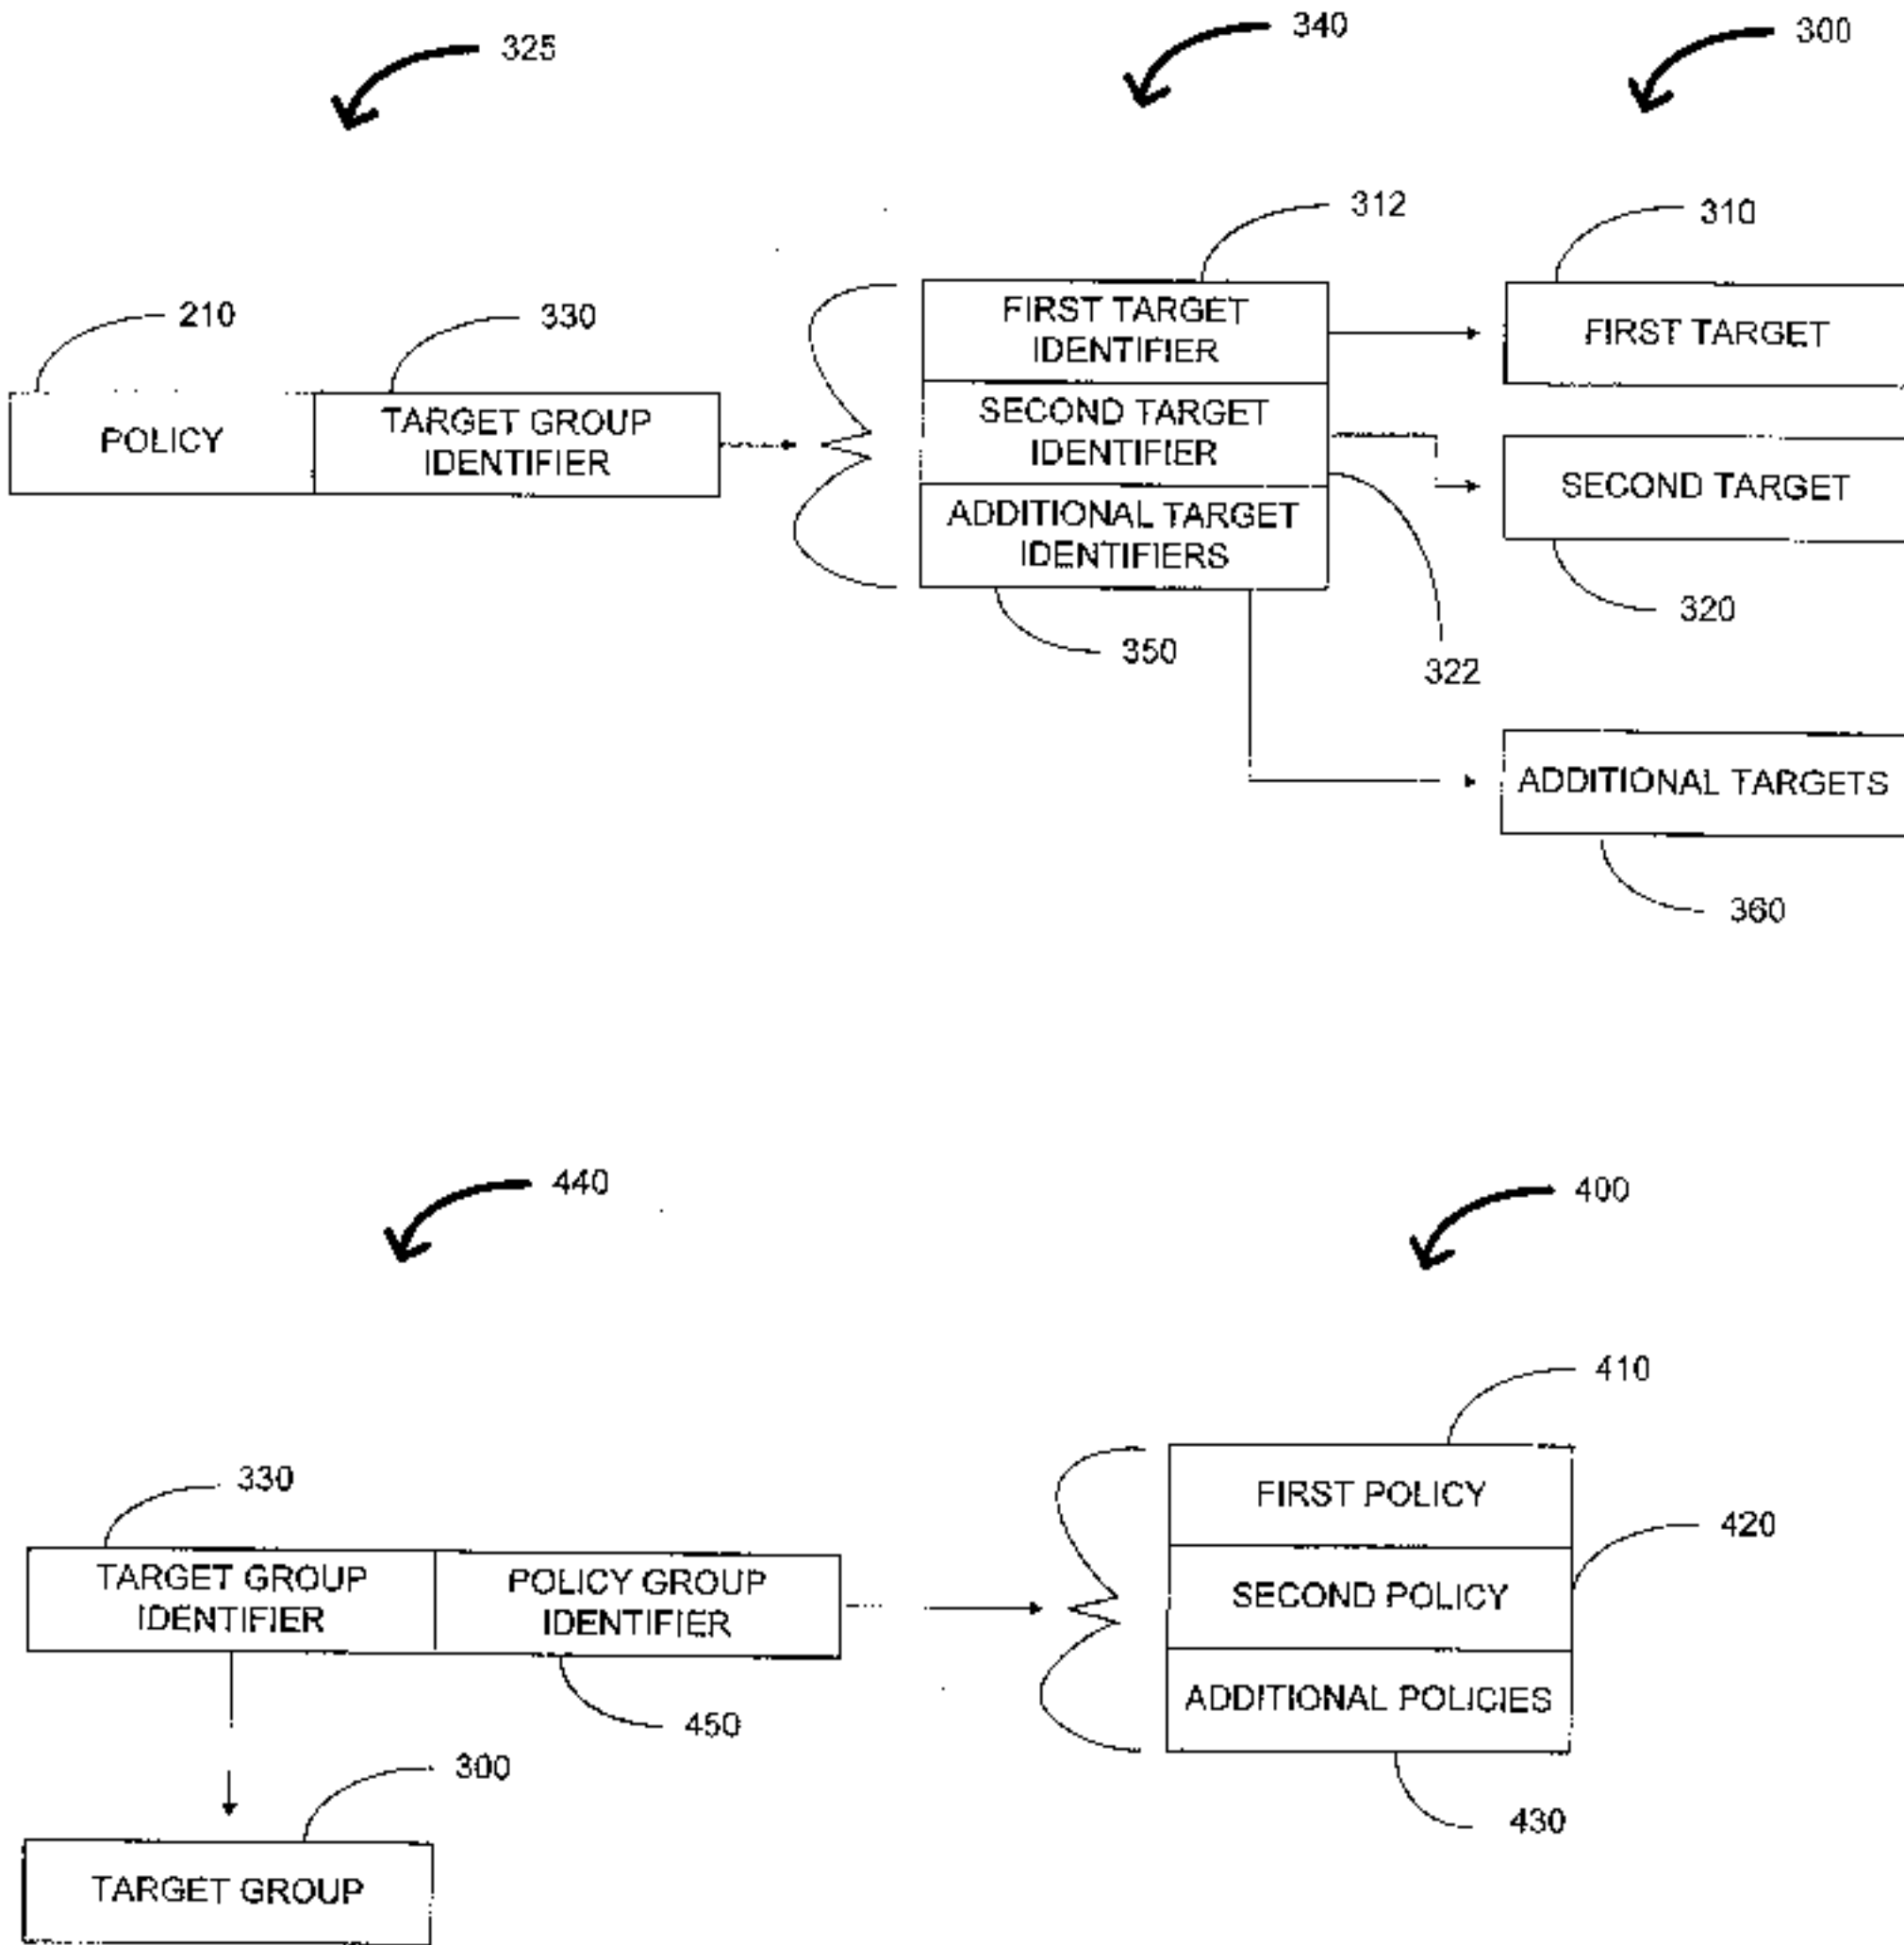 325
340
300
312
310
210
330
FIRST TARGET
IDENTIFIER
FIRST TARGET
POLICY
TARGET GROUP
IDENTIFIER
SECOND TARGET
IDENTIFIER
SECOND TARGET
ADDITIONAL TARGET
IDENTIFIERS
320
350
322
ADDITIONAL TARGETS
360
440
400
410
330
FIRST POLICY
420
TARGET GROUP
IDENTIFIER
POLICY GROUP
IDENTIFIER
SECOND POLICY
ADDITIONAL POLICIES
450
300
430
TARGET GROUP